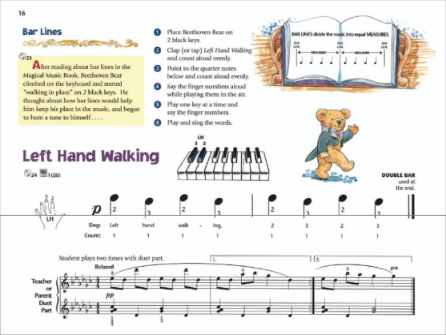 16
Bar Lines
23
After reading about bar lines in the
Magical Music Book, Beethoven Bear
climbed on the keyboard and started
"walking in place" on 2 black keys. He
thought about how bar lines would help
him keep his place in the music, and began
to hum a tune to himself . . . .
1 Place Beethoven Bear on
2 black keys.
2 Clap (or tap) Left Hand Walking
and count aloud evenly.
3 Point to the quarter notes
below and count aloud evenly.
4 Say the finger numbers aloud
while playing them in the air.
5 Play one key at a time and
say the finger numbers.
6 Play and sing the words.
BAR LINES divide the music into equal MEASURES.
MEASURE MEASURE
LH
3 2
Left Hand Walking
24 1 (20)
DOUBLE BAR
used at
the end.
LH
p 2 3 2 3 2 3 2 3
Sing: Left hand walk - ing, 2 3 2 3
Count: 1 1 1 1 1 1 1 1
Student plays two times with duet part.
Relaxed
1. 2.
Teacher
or
Parent
Duet
Part
pp